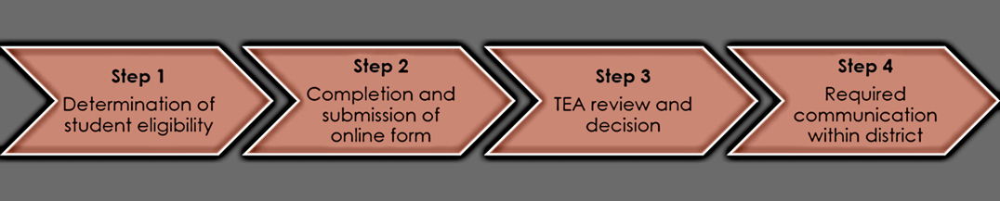 Step 1
Determination of
student eligibility
Step 2
Completion and
submission of
online form
Step 3
TEA review and
decision
Step 4
Required
communication
within district